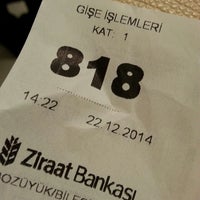 GİŞE İŞLEMLERİ
KAT: 1
818
14:22 22.12.2014
Ziraat Bankası